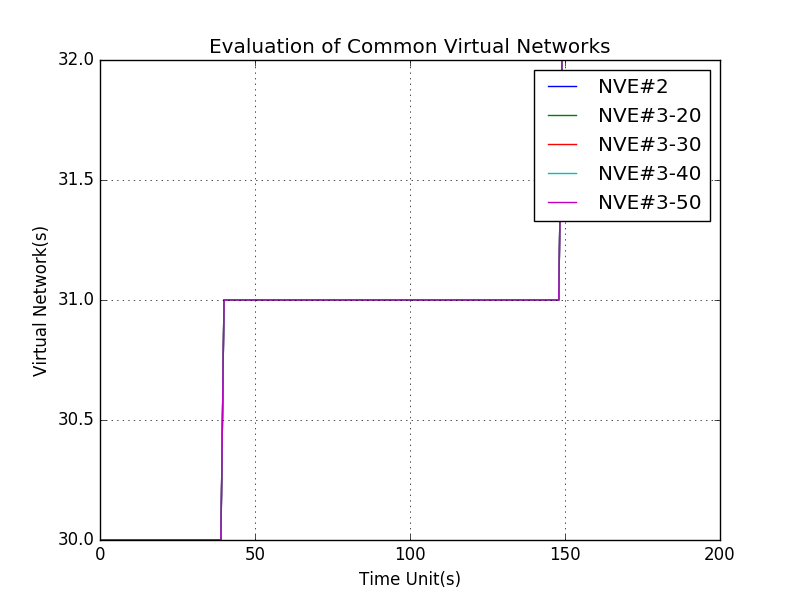 Evaluation of Common Virtual Networks
32.0
31.5
31.0
30.5
30.0
Virtual Network(s)
NVE#2
NVE#3-20
NVE#3-30
NVE#3-40
NVE#3-50
0 50 100 150 200
Time Unit(s)